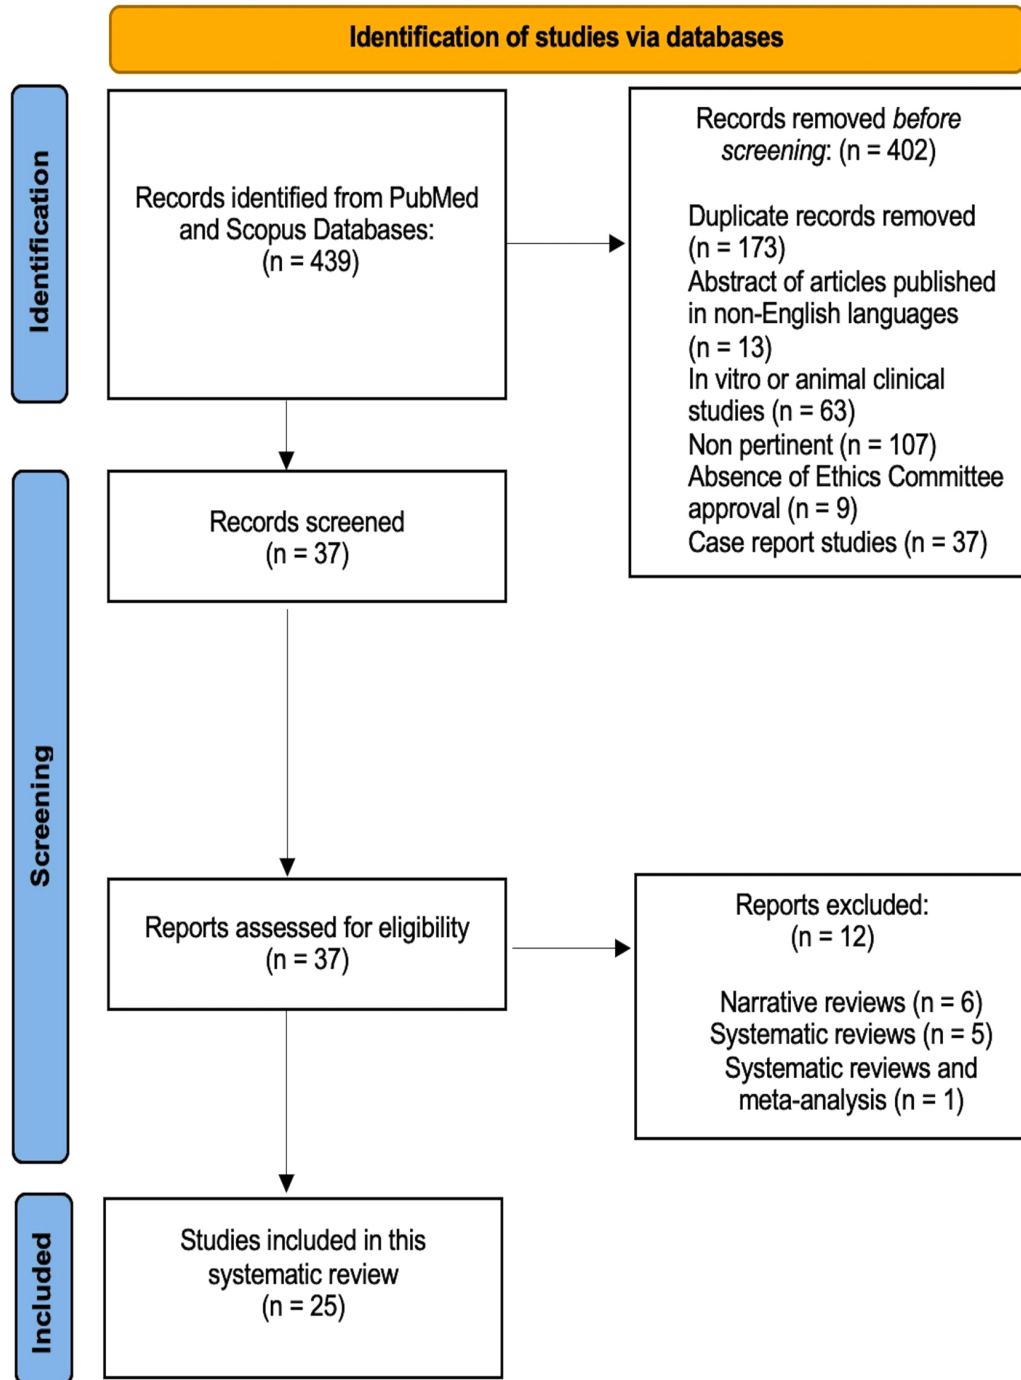 Identification of studies via databases
Identification
Records identified from PubMed
and Scopus Databases:
(n = 439)
Records removed before
screening: (n = 402)
Duplicate records removed
(n = 173)
Abstract of articles published
in non-English languages
(n = 13)
In vitro or animal clinical
studies (n = 63)
Non pertinent (n = 107)
Absence of Ethics Committee
approval (n = 9)
Case report studies (n = 37)
Screening
Records screened
(n = 37)
Reports assessed for eligibility
(n = 37)
Reports excluded:
(n = 12)
Narrative reviews (n = 6)
Systematic reviews (n = 5)
Systematic reviews and
meta-analysis (n = 1)
Included
Studies included in this
systematic review
(n = 25)